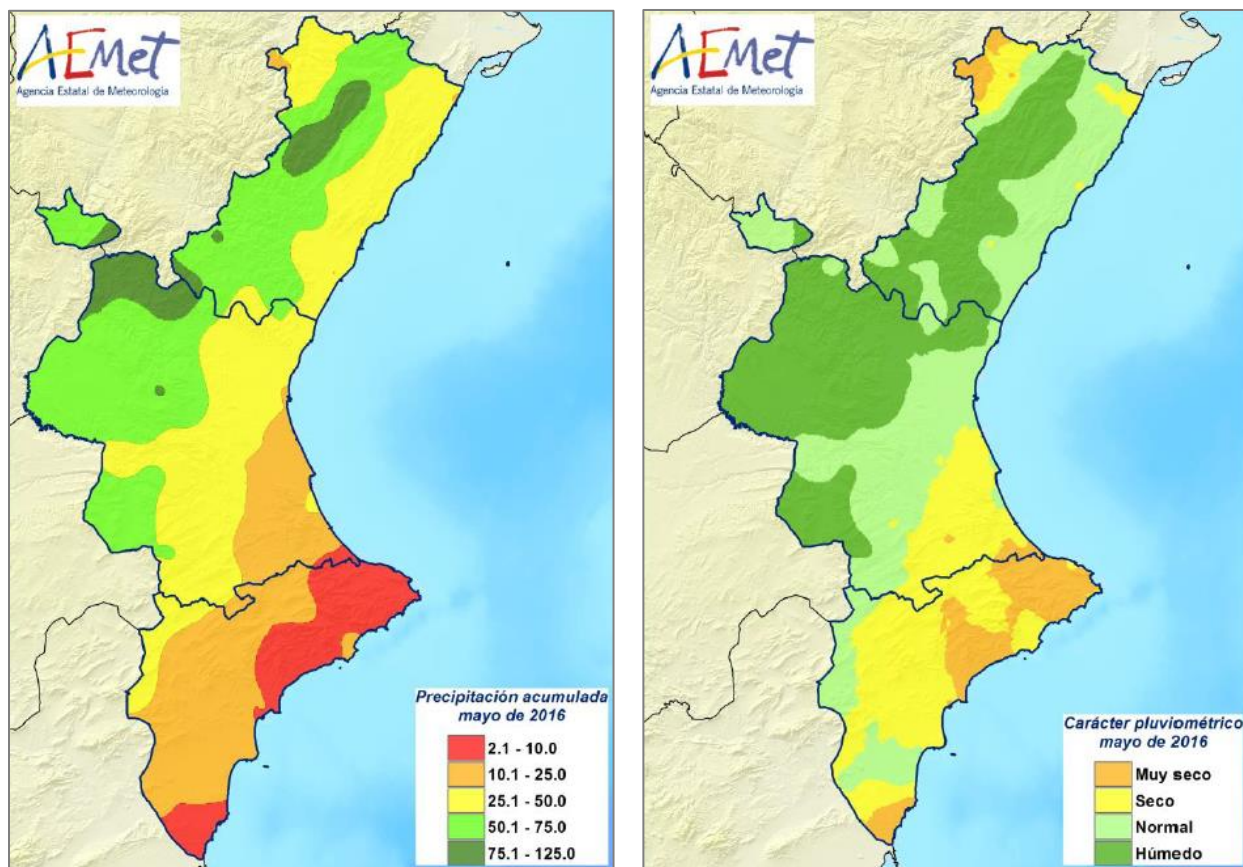 AEMet
Agencia Estatal de Meteorología
Precipitación acumulada
mayo de 2016
2.1 - 10.0
10.1 - 25.0
25.1 - 50.0
50.1 - 75.0
75.1 - 125.0
AEMet
Agencia Estatal de Meteorología
Carácter pluviométrico
mayo de 2016
Muy seco
Seco
Normal
Húmedo